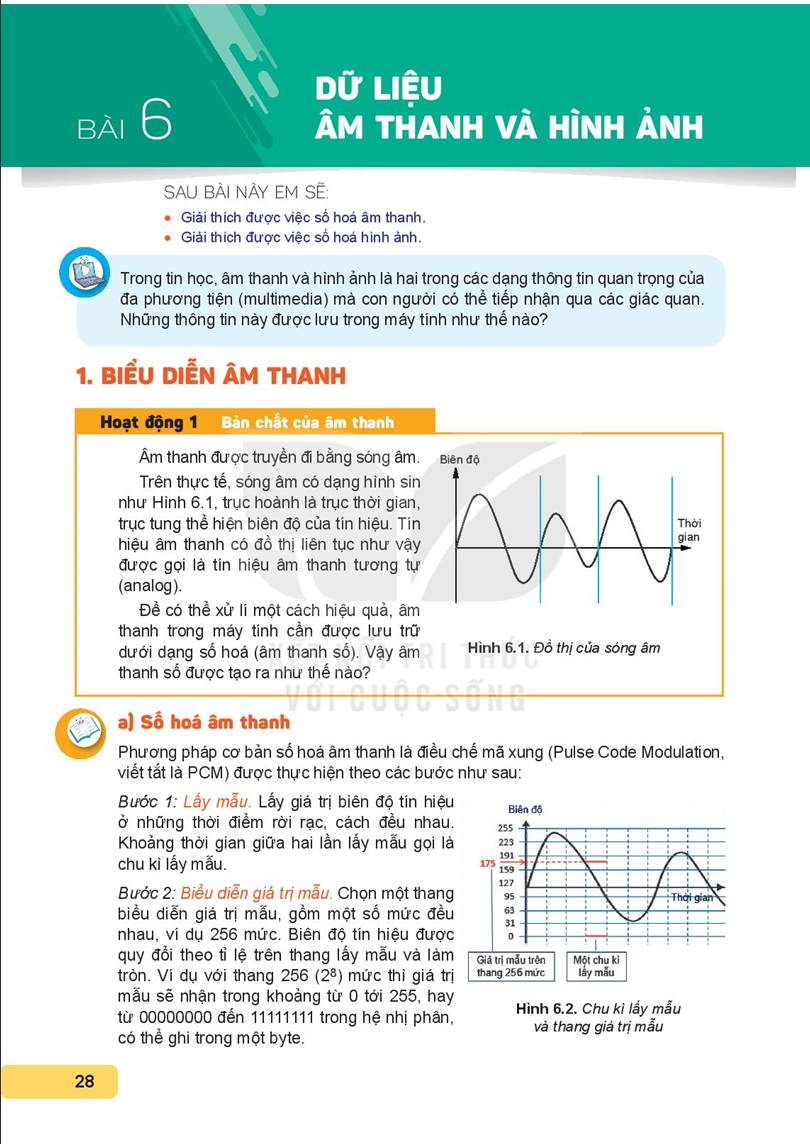 BÀI 6
DỮ LIỆU
ÂM THANH VÀ HÌNH ẢNH
SAU BÀI NÀY EM SẼ:
• Giải thích được việc số hoá âm thanh.
• Giải thích được việc số hoá hình ảnh.
Trong tin học, âm thanh và hình ảnh là hai trong các dạng thông tin quan trọng của
đa phương tiện (multimedia) mà con người có thể tiếp nhận qua các giác quan.
Những thông tin này được lưu trong máy tính như thế nào?
1. BIỂU DIỄN ÂM THANH
Hoạt động 1 Bản chất của âm thanh
Âm thanh được truyền đi bằng sóng âm.
Trên thực tế, sóng âm có dạng hình sin
như Hình 6.1, trục hoành là trục thời gian,
trục tung thể hiện biên độ của tín hiệu. Tín
hiệu âm thanh có đồ thị liên tục như vậy
được gọi là tín hiệu âm thanh tương tự
(analog).
Để có thể xử lí một cách hiệu quả, âm
thanh trong máy tính cần được lưu trữ
dưới dạng số hoá (âm thanh số). Vậy âm
thanh số được tạo ra như thế nào?
Biên độ
Thời
gian
Hình 6.1. Đồ thị của sóng âm
KẾT NỐI TRI THỨC
VỚI CUỘC SỐNG
a) Số hoá âm thanh
Phương pháp cơ bản số hoá âm thanh là điều chế mã xung (Pulse Code Modulation,
viết tắt là PCM) được thực hiện theo các bước như sau:
Bước 1: Lấy mẫu. Lấy giá trị biên độ tín hiệu
ở những thời điểm rời rạc, cách đều nhau.
Khoảng thời gian giữa hai lần lấy mẫu gọi là
chu kì lấy mẫu.
Bước 2: Biểu diễn giá trị mẫu. Chọn một thang
biểu diễn giá trị mẫu, gồm một số mức đều
nhau, ví dụ 256 mức. Biên độ tín hiệu được
quy đổi theo tỉ lệ trên thang lấy mẫu và làm
tròn. Ví dụ với thang 256 (2⁸) mức thì giá trị
mẫu sẽ nhận trong khoảng từ 0 tới 255, hay
từ 00000000 đến 11111111 trong hệ nhị phân,
có thể ghi trong một byte.
Biên độ
255
223
191
175
159
127
95
63
31
0
Thời gian
Giá trị mẫu trên
thang 256 mức
Một chu kì
lấy mẫu
Hình 6.2. Chu kì lấy mẫu
và thang giá trị mẫu
28